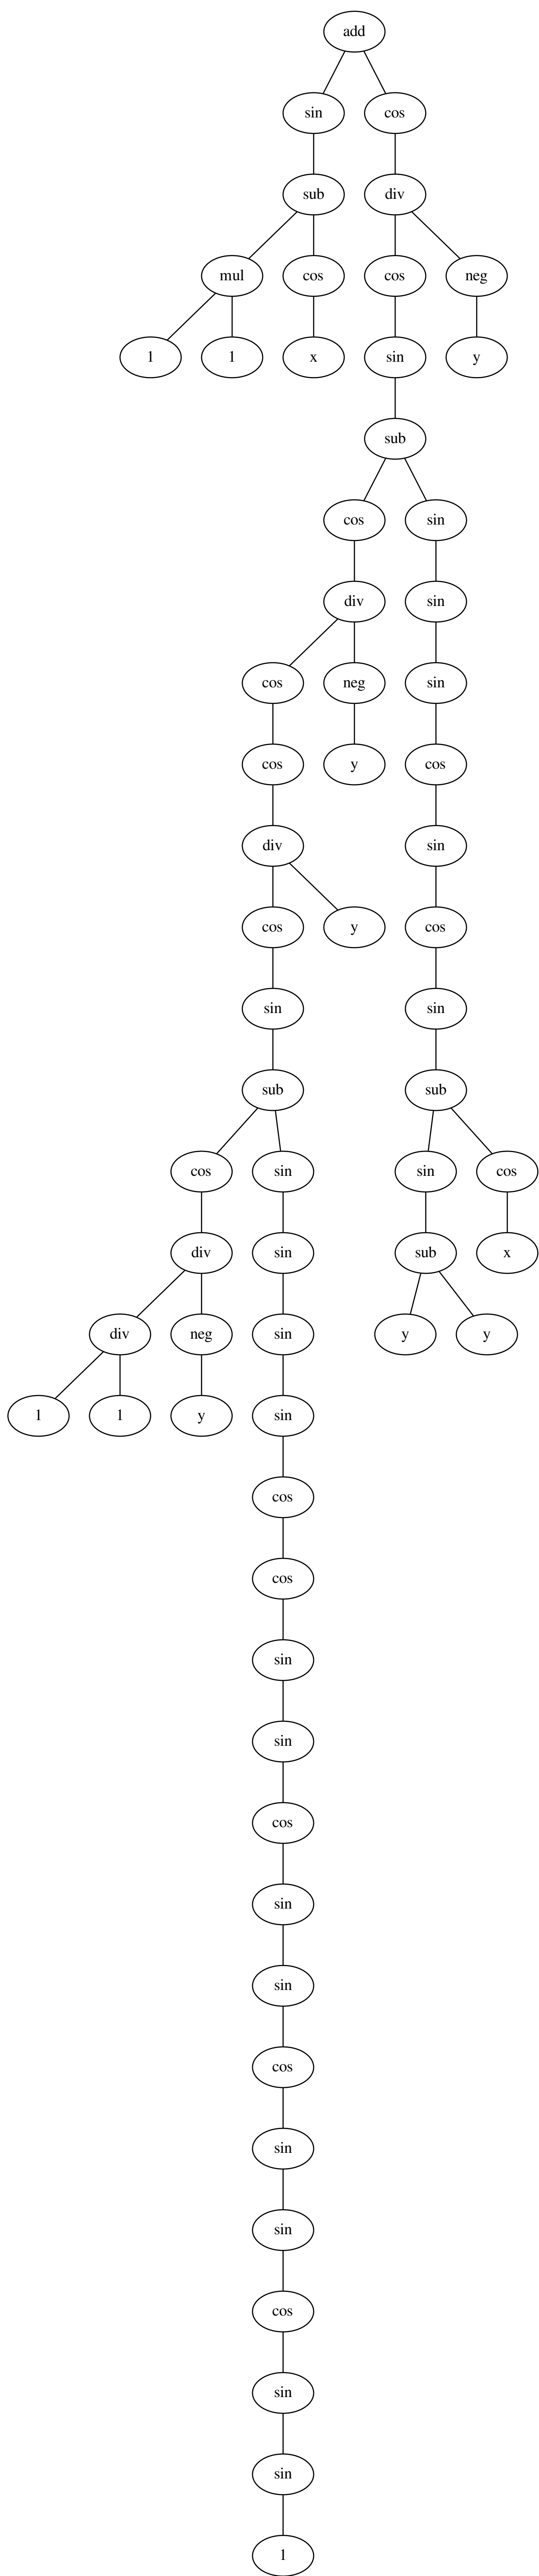 add
sin cos
sub div
mul cos cos neg
1 1 x sin y
sub
cos sin
div sin
cos neg sin
cos y cos
div sin
cos y cos
sin sin
sub sub
cos sin sin cos
div sin sub x
div neg sin y y
1 1 y sin
cos
cos
sin
sin
cos
sin
sin
cos
sin
sin
cos
sin
sin
1